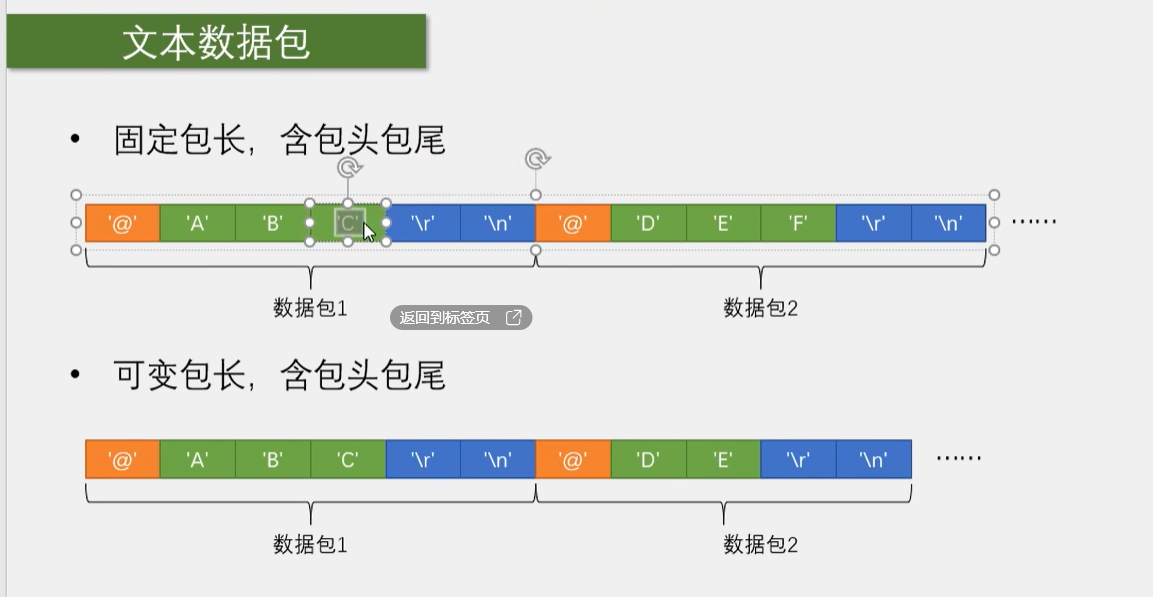 文本数据包
• 固定包长，含包头包尾
'@' 'A' 'B' 'C' '\r' '\n' '@' 'D' 'E' 'F' '\r' '\n' ……
数据包1 数据包2
返回到标签页
• 可变包长，含包头包尾
'@' 'A' 'B' 'C' '\r' '\n' '@' 'D' 'E' '\r' '\n' ……
数据包1 数据包2